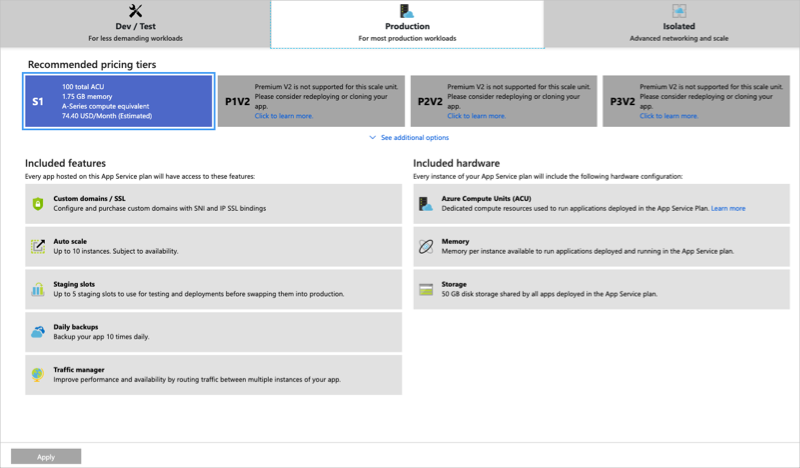 Dev / Test
For less demanding workloads
Production
For most production workloads
Isolated
Advanced networking and scale
Recommended pricing tiers
S1
100 total ACU
1.75 GB memory
A-Series compute equivalent
74.40 USD/Month (Estimated)
P1V2
Premium V2 is not supported for this scale unit.
Please consider redeploying or cloning your
app.
Click to learn more.
P2V2
Premium V2 is not supported for this scale unit.
Please consider redeploying or cloning your
app.
Click to learn more.
P3V2
Premium V2 is not supported for this scale unit.
Please consider redeploying or cloning your
app.
Click to learn more.
See additional options
Included features
Every app hosted on this App Service plan will have access to these features:
Custom domains / SSL
Configure and purchase custom domains with SNI and IP SSL bindings
Auto scale
Up to 10 instances. Subject to availability.
Staging slots
Up to 5 staging slots to use for testing and deployments before swapping them into production.
Daily backups
Backup your app 10 times daily.
Traffic manager
Improve performance and availability by routing traffic between multiple instances of your app.
Included hardware
Every instance of your App Service plan will include the following hardware configuration:
Azure Compute Units (ACU)
Dedicated compute resources used to run applications deployed in the App Service Plan. Learn more
Memory
Memory per instance available to run applications deployed and running in the App Service plan.
Storage
50 GB disk storage shared by all apps deployed in the App Service plan.
Apply